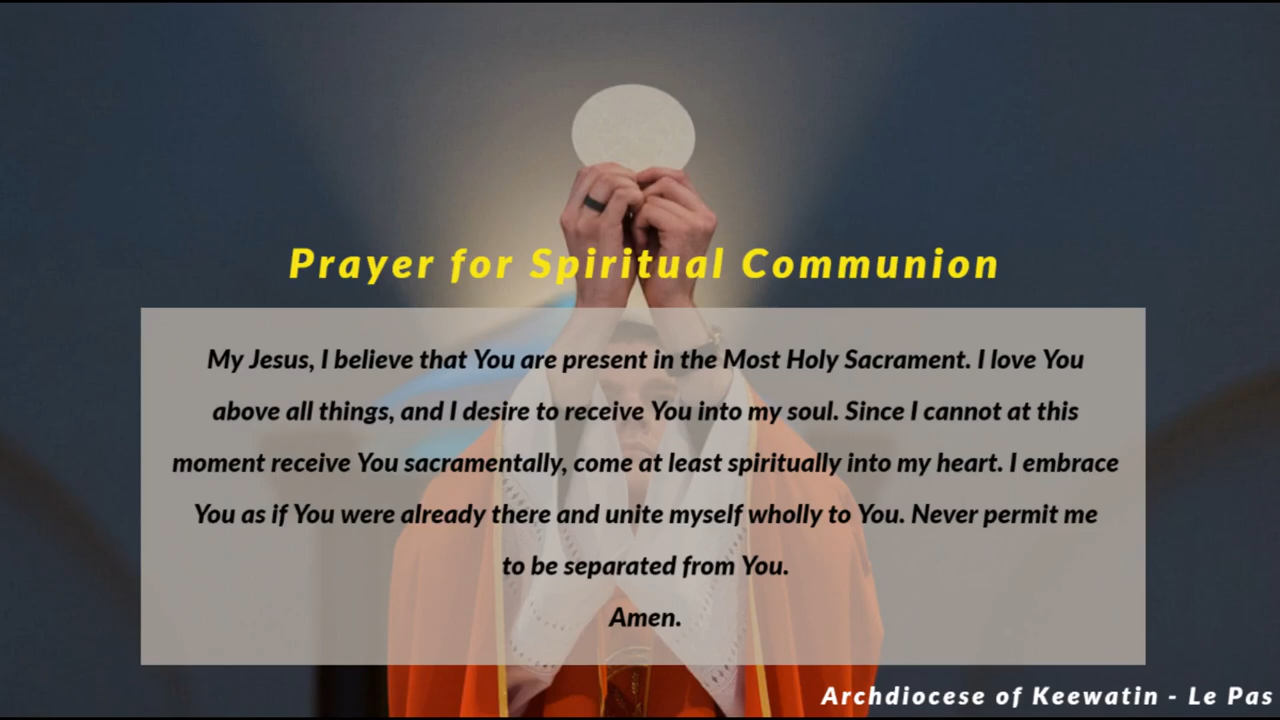 Prayer for Spiritual Communion
My Jesus, I believe that You are present in the Most Holy Sacrament. I love You
above all things, and I desire to receive You into my soul. Since I cannot at this
moment receive You sacramentally, come at least spiritually into my heart. I embrace
You as if You were already there and unite myself wholly to You. Never permit me
to be separated from You.
Amen.
Archdiocese of Keewatin - Le Pas